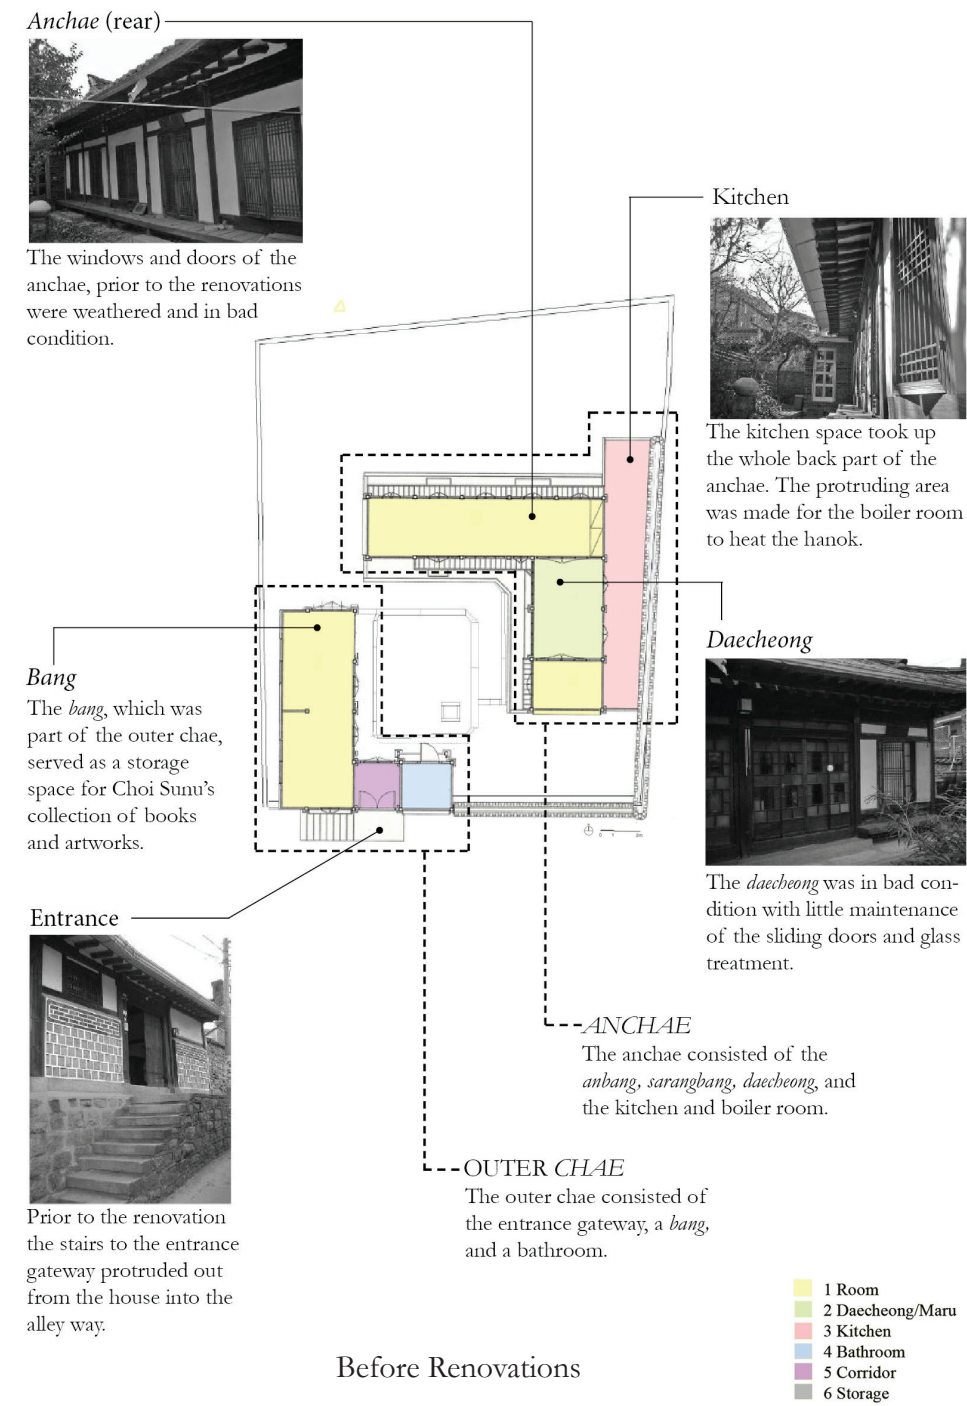 Anchae (rear)
The windows and doors of the
anchae, prior to the renovations
were weathered and in bad
condition.
Kitchen
The kitchen space took up
the whole back part of the
anchae. The protruding area
was made for the boiler room
to heat the hanok.
Daecheong
The daecheong was in bad con-
dition with little maintenance
of the sliding doors and glass
treatment.
Bang
The bang, which was
part of the outer chae,
served as a storage
space for Choi Sunu’s
collection of books
and artworks.
Entrance
Prior to the renovation
the stairs to the entrance
gateway protruded out
from the house into the
alley way.
ANCHAE
The anchae consisted of the
anbang, sarangbang, daecheong, and
the kitchen and boiler room.
OUTER CHAE
The outer chae consisted of
the entrance gateway, a bang,
and a bathroom.
1 Room
2 Daecheong/Maru
3 Kitchen
4 Bathroom
5 Corridor
6 Storage
Before Renovations